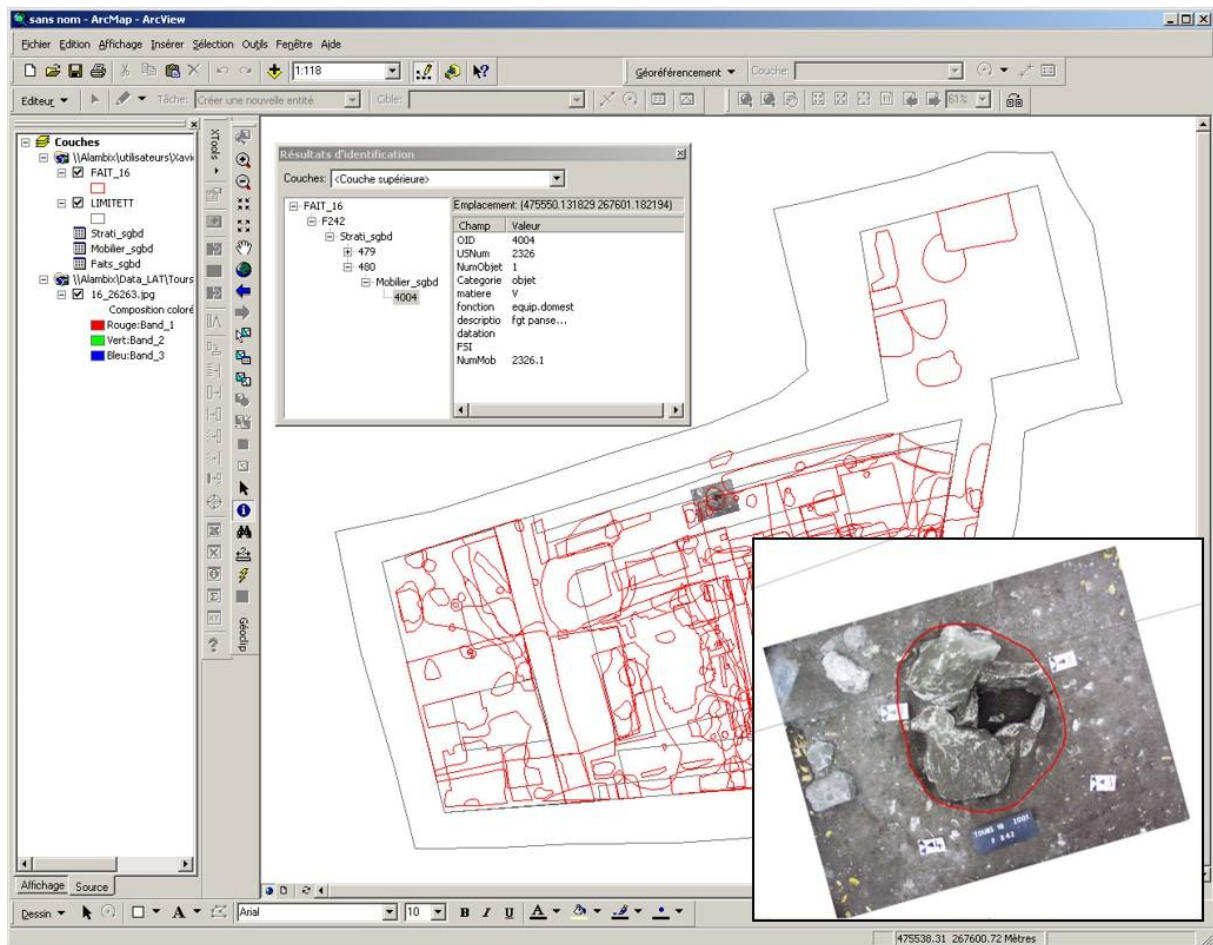 sans nom - ArcMap - ArcView
Fichier Edition Affichage Insérer Sélection Outils Fenêtre Aide
1:118 Géoréférencement Couche:
Editeur Tâche: Créer une nouvelle entité Cible: 61%
Couches
\\Alambix\utilisateurs\Xavi
FAIT_16
LIMITETT
Strati_sgbd
Mobilier_sgbd
Faits_sgbd
\\Alambix\Data_LAT\Tours
16_26263.jpg
Composition coloré
Rouge:Band_1
Vert:Band_2
Bleu:Band_3
XTools
Géoclip
Résultats d'identification
Couches: <Couche supérieure>
FAIT_16
F242
Strati_sgbd
479
480
Mobilier_sgbd
4004
Emplacement: (475550.131829 267601.182194)
Champ Valeur
OID 4004
USNum 2326
NumObjet 1
Categorie objet
matiere V
fonction equip.domest
descriptio fgt panse...
datation
FSI
NumMob 2326.1
TOURS 16 2001
F 242
Affichage Source
Dessin A Arial 10 B I U A
475538.31 267600.72 Mètres